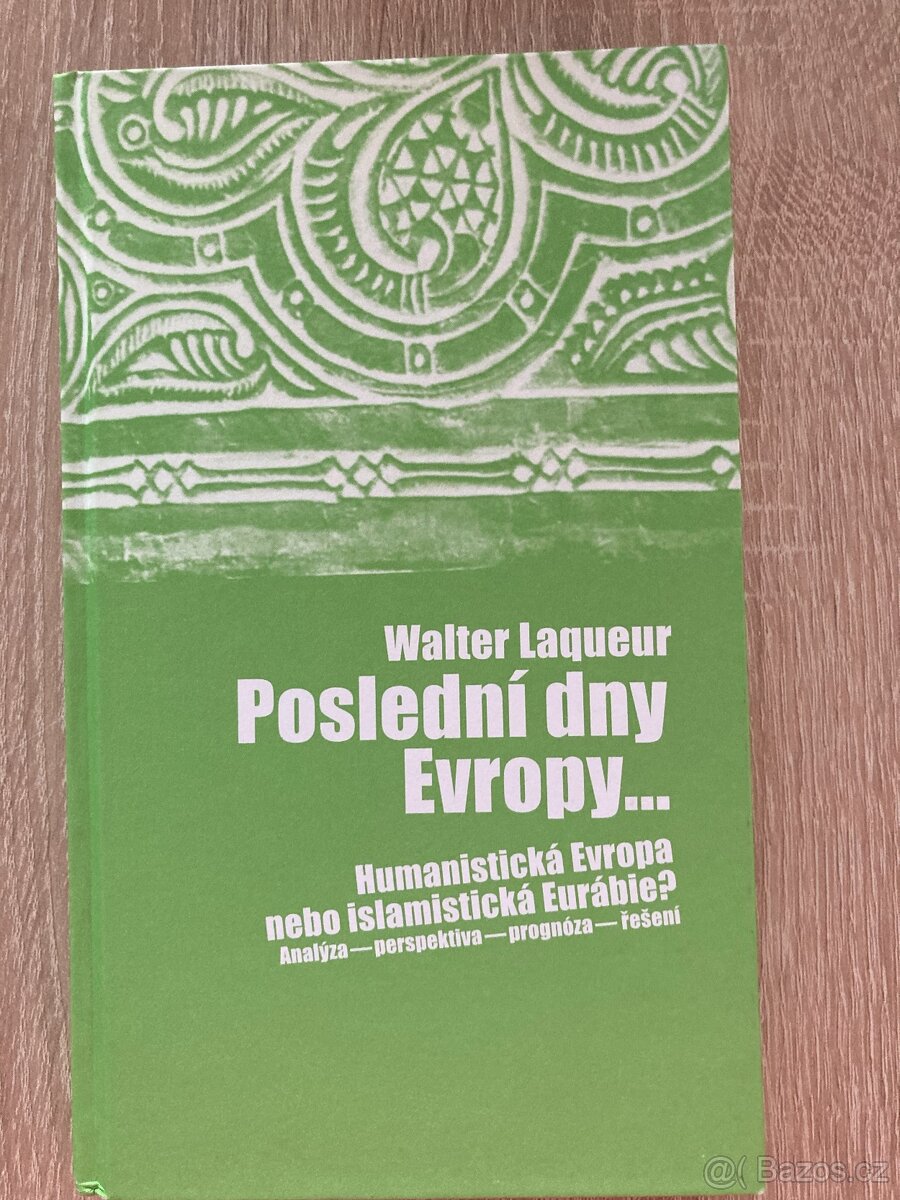 Walter Laqueur
Poslední dny
Evropy...
Humanistická Evropa
nebo islamistická Eurábie?
Analýza — perspektiva — prognóza — řešení
@( Bazos.cz